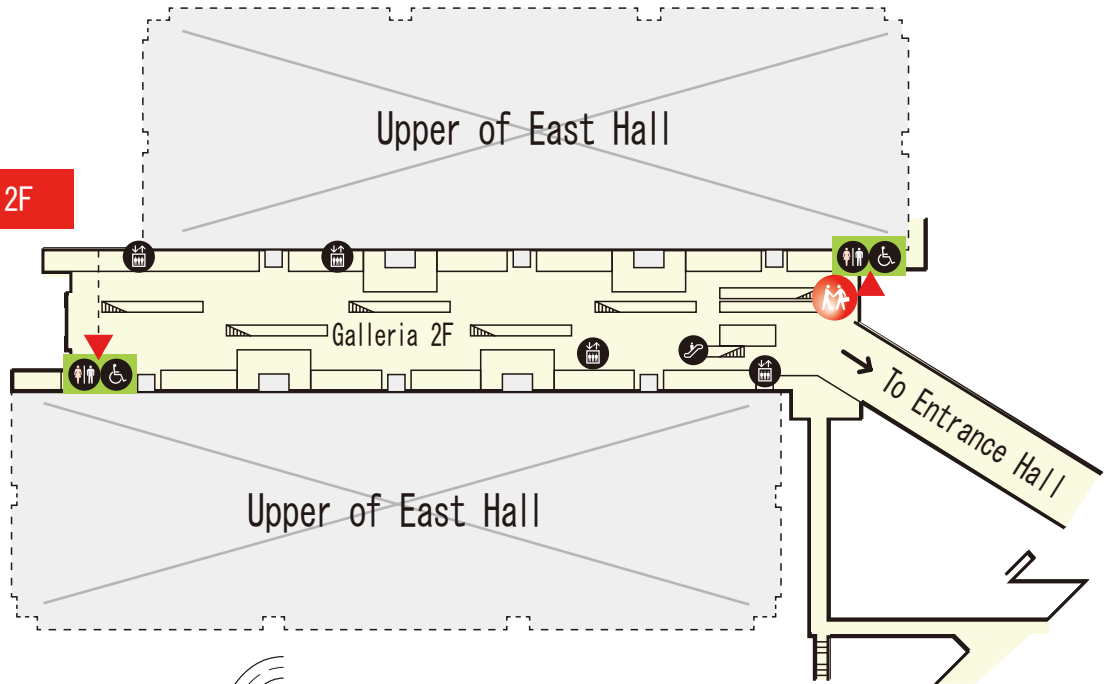 Upper of East Hall
2F
Galleria 2F
To Entrance Hall
Upper of East Hall